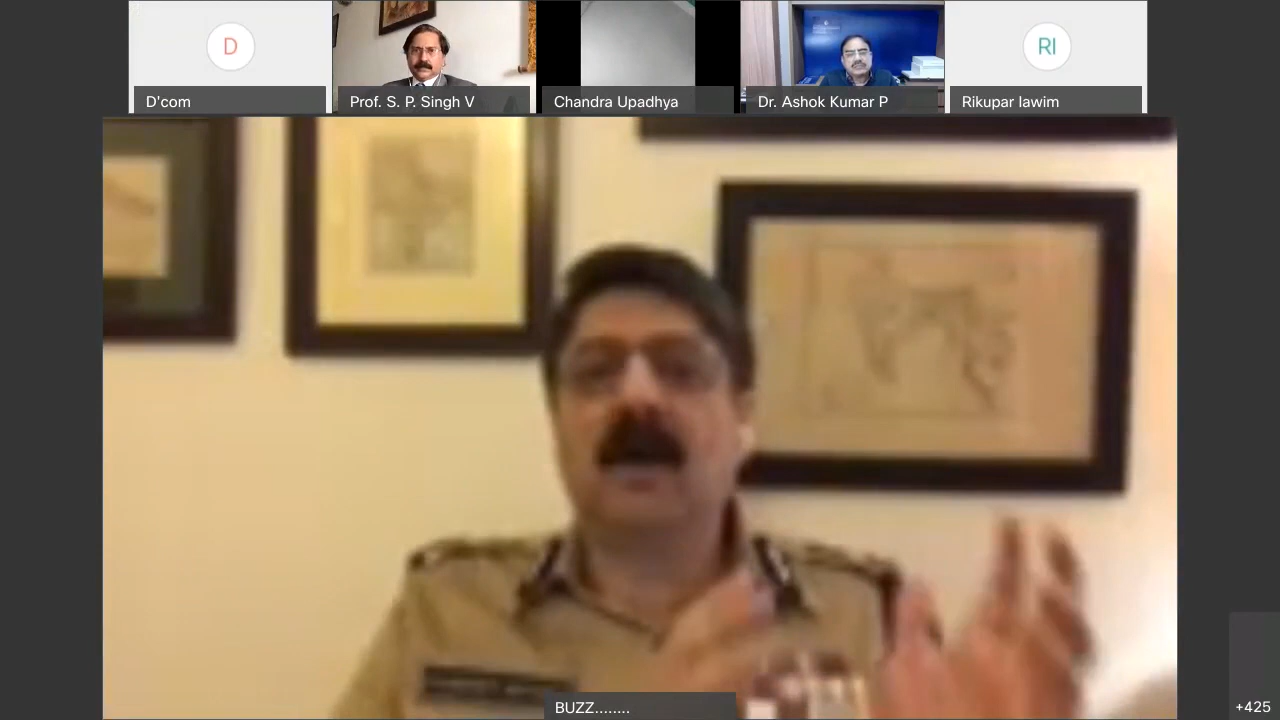 D
D'com
Prof. S. P. Singh V
Chandra Upadhya
Dr. Ashok Kumar P
RI
Rikupar lawim
BUZZ........
+425